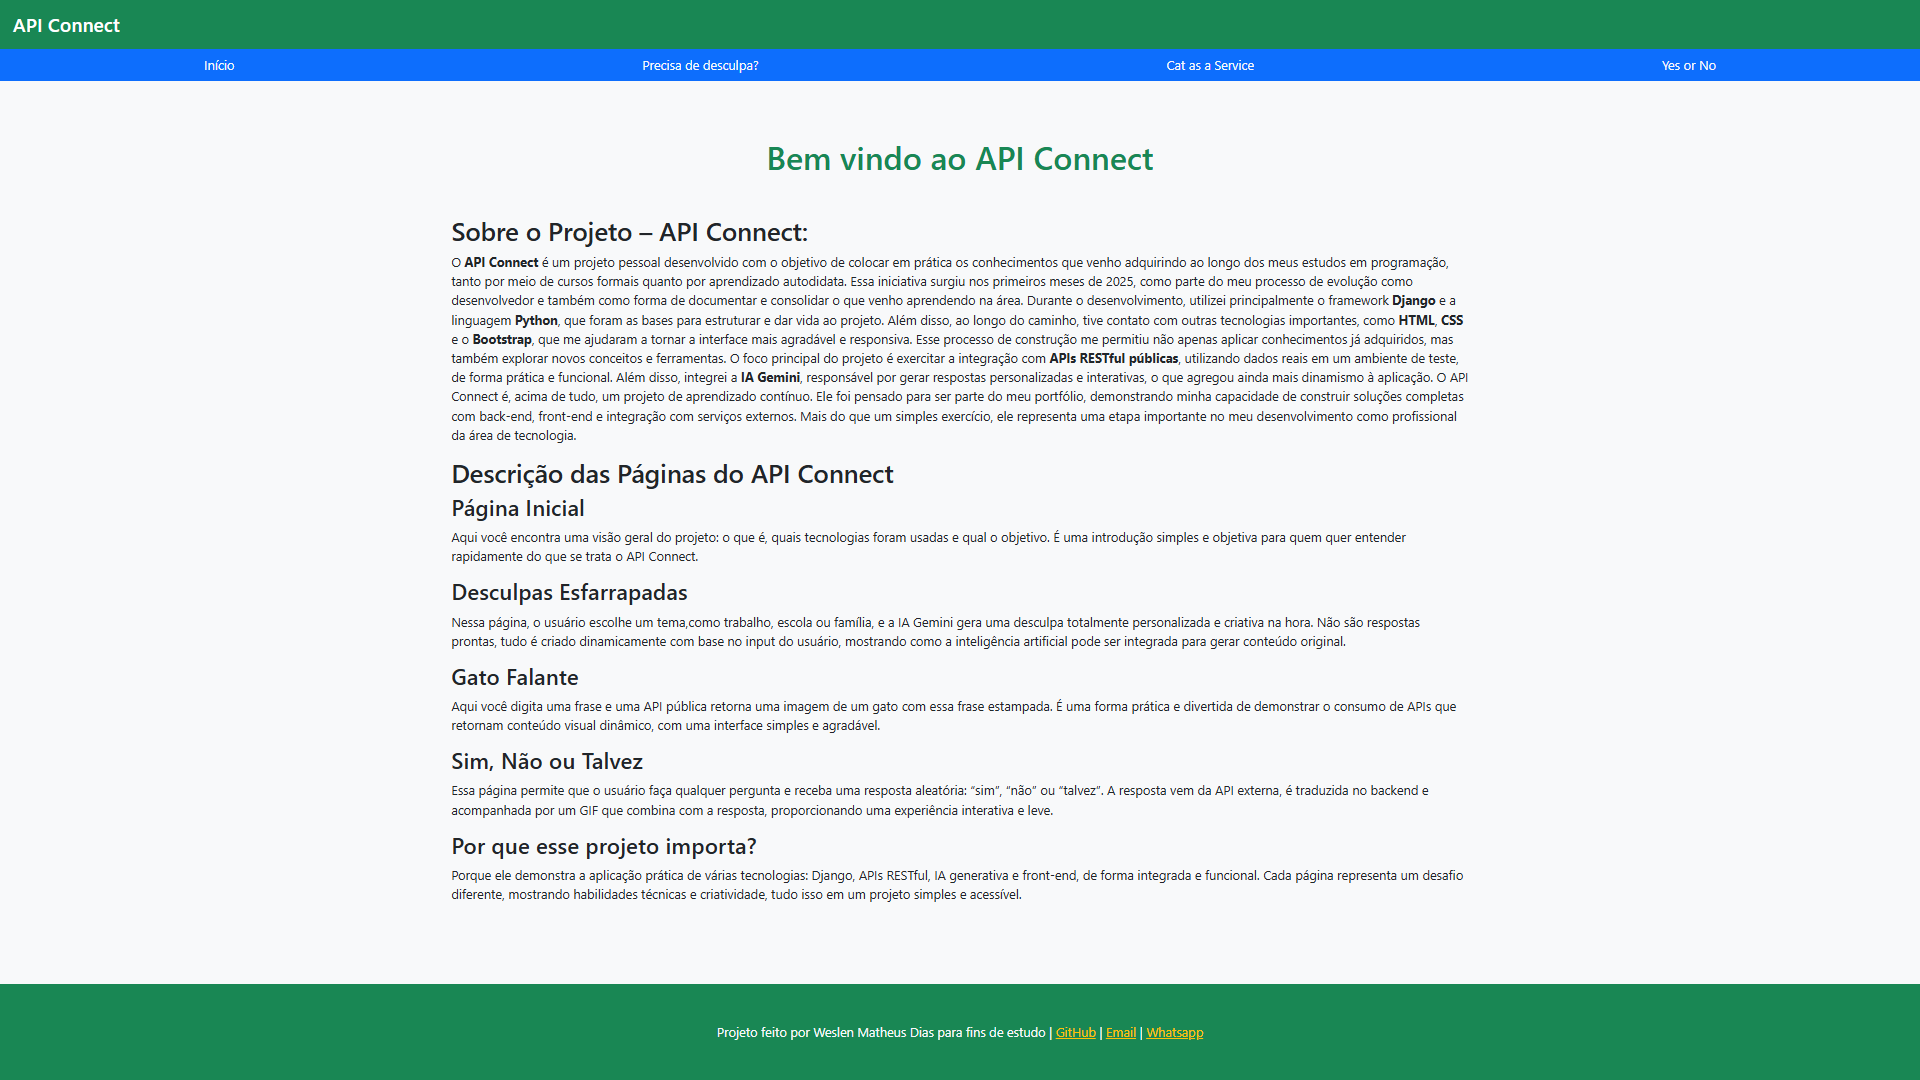 API Connect
Início
Precisa de desculpa?
Cat as a Service
Yes or No
Bem vindo ao API Connect
Sobre o Projeto – API Connect:
O API Connect é um projeto pessoal desenvolvido com o objetivo de colocar em prática os conhecimentos que venho adquirindo ao longo dos meus estudos em programação,
tanto por meio de cursos formais quanto por aprendizado autodidata. Essa iniciativa surgiu nos primeiros meses de 2025, como parte do meu processo de evolução como
desenvolvedor e também como forma de documentar e consolidar o que venho aprendendo na área. Durante o desenvolvimento, utilizei principalmente o framework Django e a
linguagem Python, que foram as bases para estruturar e dar vida ao projeto. Além disso, ao longo do caminho, tive contato com outras tecnologias importantes, como HTML, CSS
e o Bootstrap, que me ajudaram a tornar a interface mais agradável e responsiva. Esse processo de construção me permitiu não apenas aplicar conhecimentos já adquiridos, mas
também explorar novos conceitos e ferramentas. O foco principal do projeto é exercitar a integração com APIs RESTful públicas, utilizando dados reais em um ambiente de teste,
de forma prática e funcional. Além disso, integrei a IA Gemini, responsável por gerar respostas personalizadas e interativas, o que agregou ainda mais dinamismo à aplicação. O API
Connect é, acima de tudo, um projeto de aprendizado contínuo. Ele foi pensado para ser parte do meu portfólio, demonstrando minha capacidade de construir soluções completas
com back-end, front-end e integração com serviços externos. Mais do que um simples exercício, ele representa uma etapa importante no meu desenvolvimento como profissional
da área de tecnologia.
Descrição das Páginas do API Connect
Página Inicial
Aqui você encontra uma visão geral do projeto: o que é, quais tecnologias foram usadas e qual o objetivo. É uma introdução simples e objetiva para quem quer entender
rapidamente do que se trata o API Connect.
Desculpas Esfarrapadas
Nessa página, o usuário escolhe um tema,como trabalho, escola ou família, e a IA Gemini gera uma desculpa totalmente personalizada e criativa na hora. Não são respostas
prontas, tudo é criado dinamicamente com base no input do usuário, mostrando como a inteligência artificial pode ser integrada para gerar conteúdo original.
Gato Falante
Aqui você digita uma frase e uma API pública retorna uma imagem de um gato com essa frase estampada. É uma forma prática e divertida de demonstrar o consumo de APIs que
retornam conteúdo visual dinâmico, com uma interface simples e agradável.
Sim, Não ou Talvez
Essa página permite que o usuário faça qualquer pergunta e receba uma resposta aleatória: “sim”, “não” ou “talvez”. A resposta vem da API externa, é traduzida no backend e
acompanhada por um GIF que combina com a resposta, proporcionando uma experiência interativa e leve.
Por que esse projeto importa?
Porque ele demonstra a aplicação prática de várias tecnologias: Django, APIs RESTful, IA generativa e front-end, de forma integrada e funcional. Cada página representa um desafio
diferente, mostrando habilidades técnicas e criatividade, tudo isso em um projeto simples e acessível.
Projeto feito por Weslen Matheus Dias para fins de estudo | GitHub | Email | Whatsapp